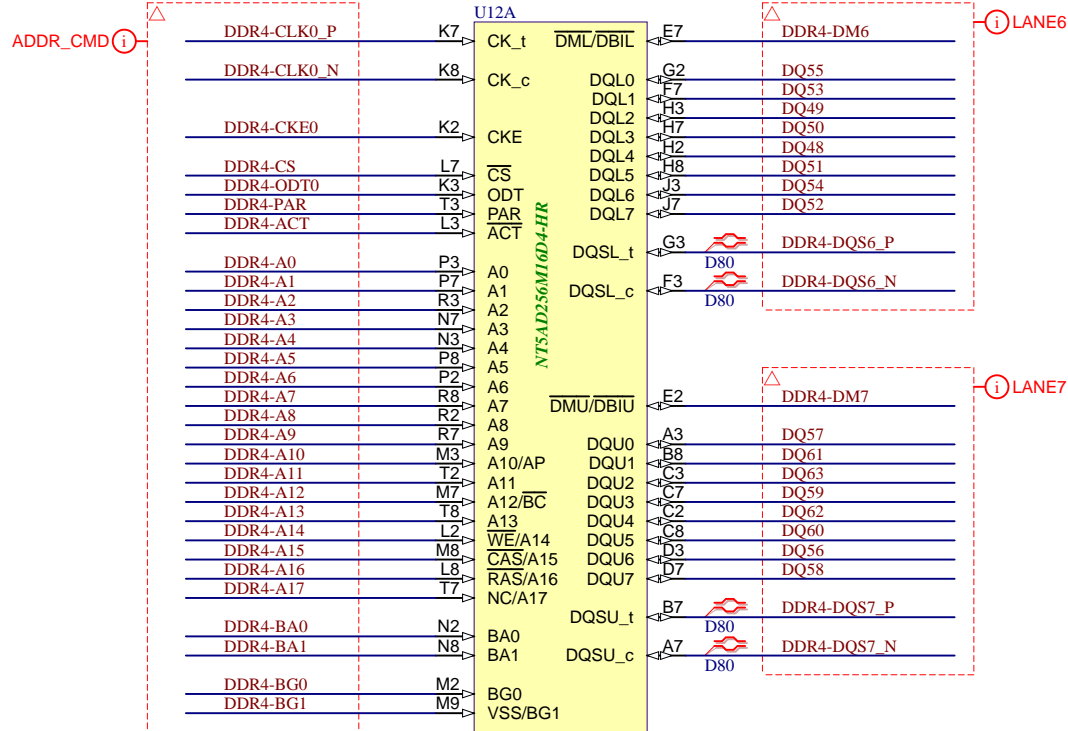 U12A
ADDR_CMD i
DDR4-CLK0_P K7 CK_t
DDR4-CLK0_N K8 CK_c
DDR4-CKE0 K2 CKE
DDR4-CS L7 CS
DDR4-ODT0 K3 ODT
DDR4-PAR T3 PAR
DDR4-ACT L3 ACT
DDR4-A0 P3 A0
DDR4-A1 P7 A1
DDR4-A2 R3 A2
DDR4-A3 N7 A3
DDR4-A4 N3 A4
DDR4-A5 P8 A5
DDR4-A6 P2 A6
DDR4-A7 R8 A7
DDR4-A8 R2 A8
DDR4-A9 R7 A9
DDR4-A10 M3 A10/AP
DDR4-A11 T2 A11
DDR4-A12 M7 A12/BC
DDR4-A13 T8 A13
DDR4-A14 L2 WE/A14
DDR4-A15 M8 CAS/A15
DDR4-A16 L8 RAS/A16
DDR4-A17 T7 NC/A17
DDR4-BA0 N2 BA0
DDR4-BA1 N8 BA1
DDR4-BG0 M2 BG0
DDR4-BG1 M9 VSS/BG1
NT5AD256M16D4-HR
i LANE6
DML/DBIL E7 DDR4-DM6
DQL0 G2 DQ55
DQL1 F7 DQ53
DQL2 H3 DQ49
DQL3 H7 DQ50
DQL4 H2 DQ48
DQL5 H8 DQ51
DQL6 J3 DQ54
DQL7 J7 DQ52
DQSL_t G3 DDR4-DQS6_P
D80
DQSL_c F3 DDR4-DQS6_N
D80
i LANE7
DMU/DBIU E2 DDR4-DM7
DQU0 A3 DQ57
DQU1 B8 DQ61
DQU2 C3 DQ63
DQU3 C7 DQ59
DQU4 C2 DQ62
DQU5 C8 DQ60
DQU6 D3 DQ56
DQU7 D7 DQ58
DQSU_t B7 DDR4-DQS7_P
D80
DQSU_c A7 DDR4-DQS7_N
D80